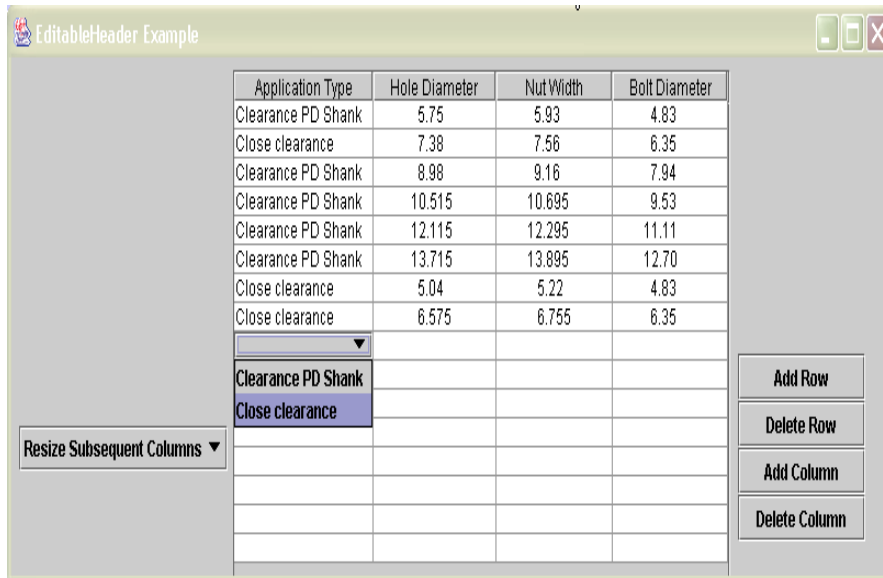 EditableHeader Example
Application Type Hole Diameter Nut Width Bolt Diameter
Clearance PD Shank 5.75 5.93 4.83
Close clearance 7.38 7.56 6.35
Clearance PD Shank 8.98 9.16 7.94
Clearance PD Shank 10.515 10.695 9.53
Clearance PD Shank 12.115 12.295 11.11
Clearance PD Shank 13.715 13.895 12.70
Close clearance 5.04 5.22 4.83
Close clearance 6.575 6.755 6.35
Clearance PD Shank
Close clearance
Resize Subsequent Columns
Add Row
Delete Row
Add Column
Delete Column